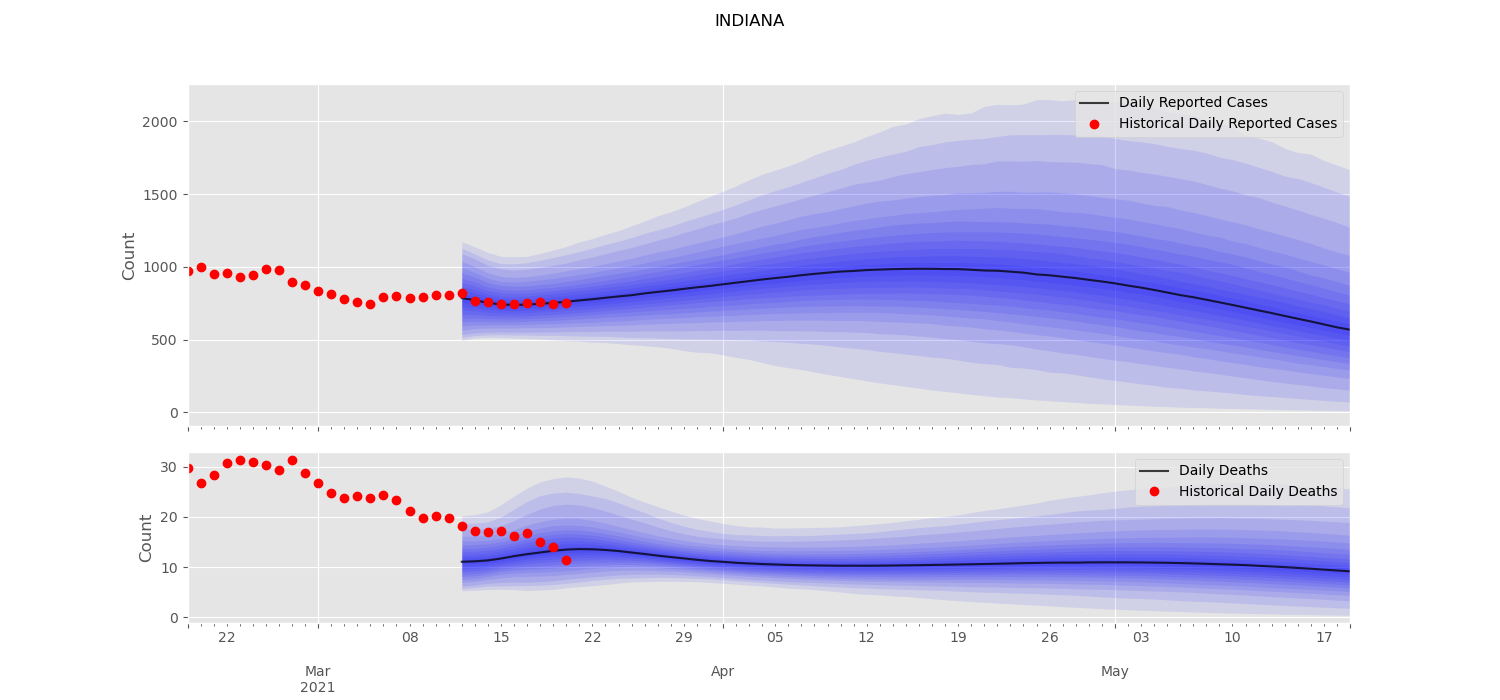 INDIANA
Count
2000
1500
1000
500
0
Daily Reported Cases
Historical Daily Reported Cases
Count
30
20
10
0
Daily Deaths
Historical Daily Deaths
22 08 15 22 29 05 12 19 26 03 10 17
Mar Apr May
2021